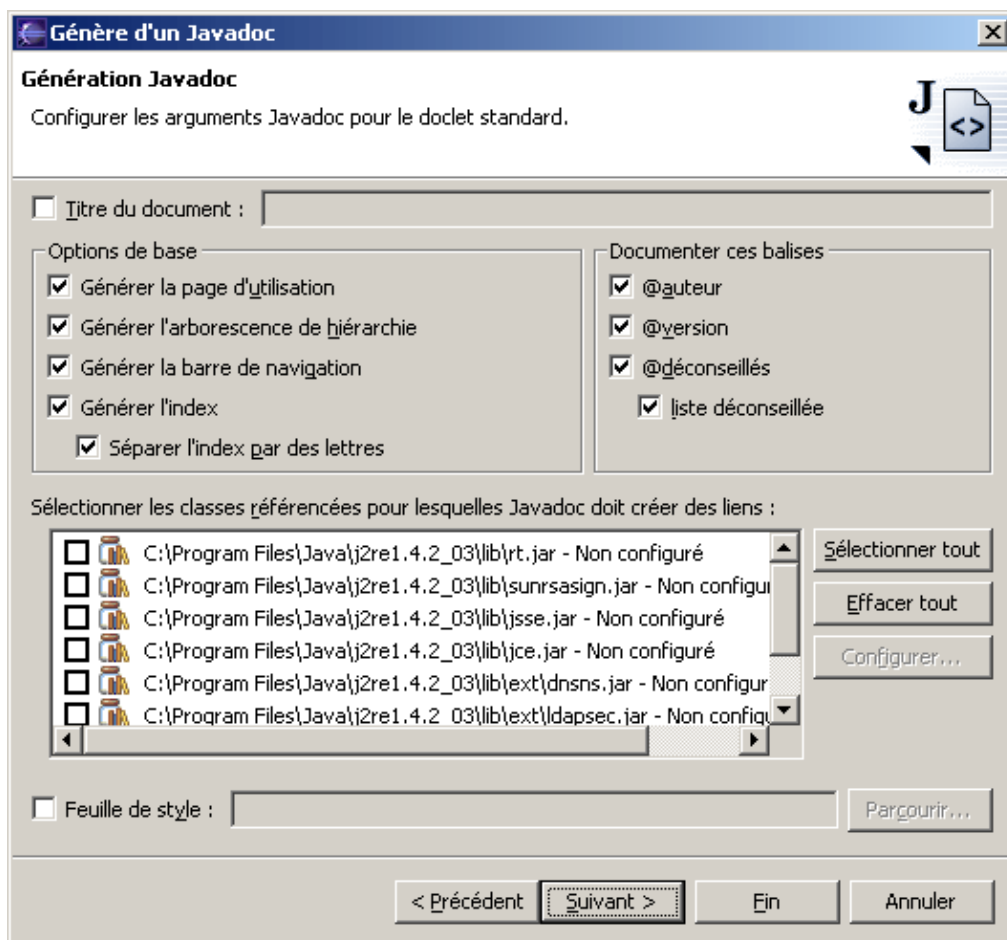 Génère d'un Javadoc
Génération Javadoc
Configurer les arguments Javadoc pour le doclet standard.
J
<>
Titre du document :
Options de base
Générer la page d'utilisation
Générer l'arborescence de hiérarchie
Générer la barre de navigation
Générer l'index
Séparer l'index par des lettres
Documenter ces balises
@auteur
@version
@déconseillés
liste déconseillée
Sélectionner les classes référencées pour lesquelles Javadoc doit créer des liens :
C:\Program Files\Java\j2re1.4.2_03\lib\rt.jar - Non configuré
C:\Program Files\Java\j2re1.4.2_03\lib\sunrsasign.jar - Non configur
C:\Program Files\Java\j2re1.4.2_03\lib\jsse.jar - Non configuré
C:\Program Files\Java\j2re1.4.2_03\lib\jce.jar - Non configuré
C:\Program Files\Java\j2re1.4.2_03\lib\ext\dnsns.jar - Non configur
C:\Program Files\Java\j2re1.4.2_03\lib\ext\ldapsec.jar - Non configu
Sélectionner tout
Effacer tout
Configurer...
Feuille de style :
Parcourir...
< Précédent
Suivant >
Fin
Annuler